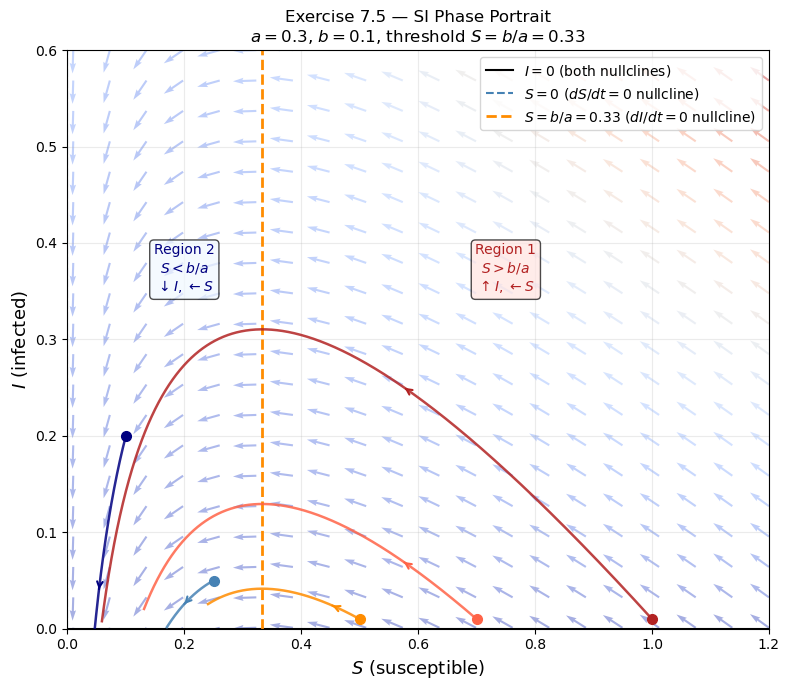 Exercise 7.5 — SI Phase Portrait
a = 0.3, b = 0.1, threshold S = b/a = 0.33
I = 0 (both nullclines)
S = 0 (dS/dt = 0 nullcline)
S = b/a = 0.33 (dI/dt = 0 nullcline)
Region 2
S < b/a
↓ I, ← S
Region 1
S > b/a
↑ I, ← S
I (infected)
0.6
0.5
0.4
0.3
0.2
0.1
0.0
0.0 0.2 0.4 0.6 0.8 1.0 1.2
S (susceptible)